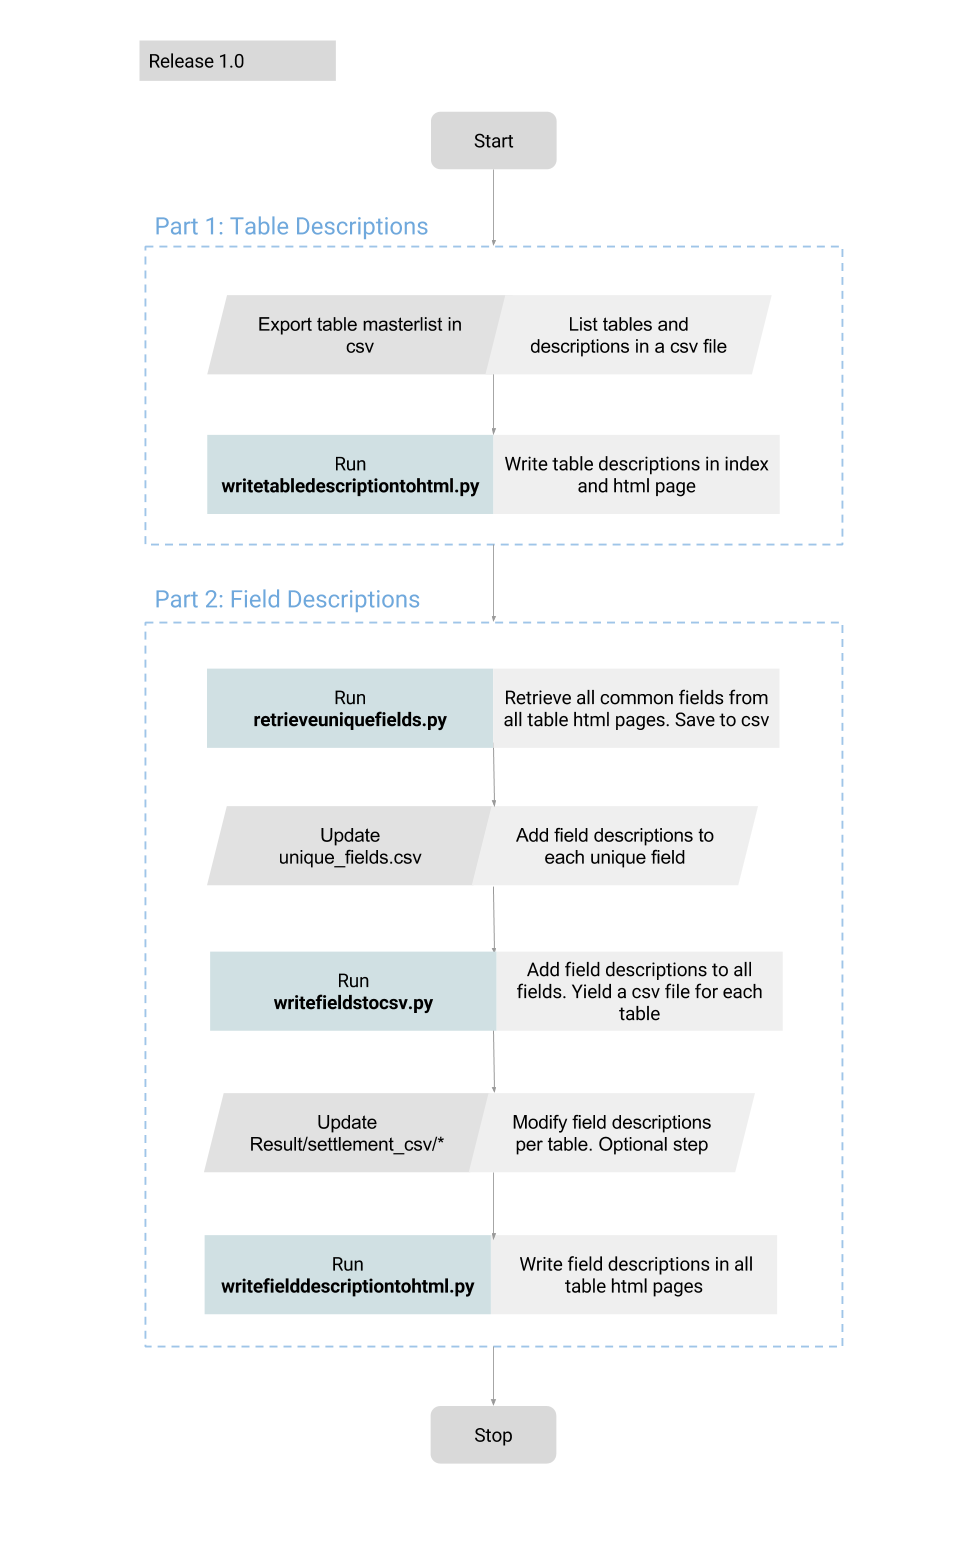 Release 1.0
Start
Part 1: Table Descriptions
Export table masterlist in
csv
List tables and
descriptions in a csv file
Run
writetabledescriptiontohtml.py
Write table descriptions in index
and html page
Part 2: Field Descriptions
Run
retrieveuniquefields.py
Retrieve all common fields from
all table html pages. Save to csv
Update
unique_fields.csv
Add field descriptions to
each unique field
Run
writefieldstocsv.py
Add field descriptions to all
fields. Yield a csv file for each
table
Update
Result/settlement_csv/*
Modify field descriptions
per table. Optional step
Run
writefielddescriptiontohtml.py
Write field descriptions in all
table html pages
Stop